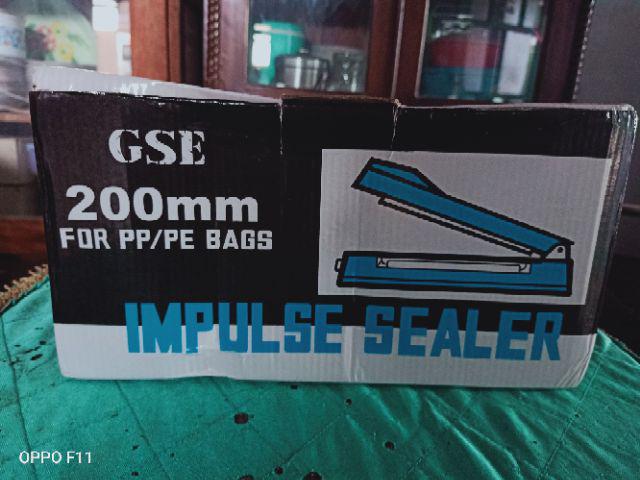 GSE
200mm
FOR PP/PE BAGS
IMPULSE SEALER
OPPO F11